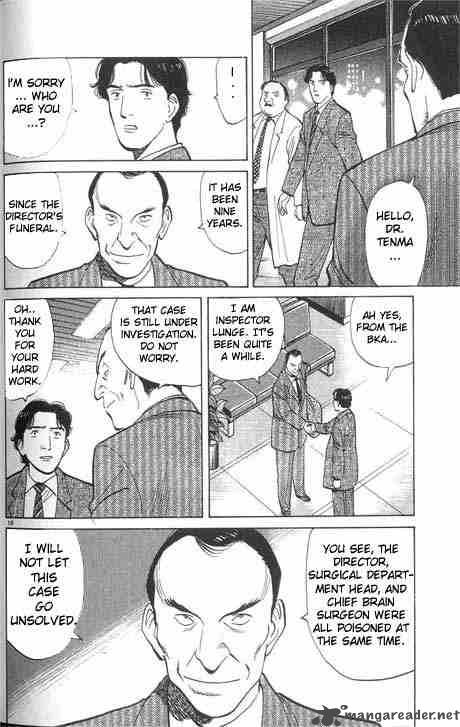 HELLO,
DR.
TENMA
...
I...
I'M SORRY
... WHO
ARE YOU
...?
IT HAS
BEEN
NINE
YEARS.
SINCE THE
DIRECTOR'S
FUNERAL.
AH YES,
FROM THE
BKA...
I AM
INSPECTOR
LUNGE. IT'S
BEEN QUITE
A WHILE.
THAT CASE
IS STILL UNDER
INVESTIGATION.
DO NOT
WORRY.
OH..
THANK
YOU
FOR
YOUR
HARD
WORK.
18
YOU SEE, THE
DIRECTOR,
SURGICAL DEPART-
MENT HEAD, AND
CHIEF BRAIN
SURGEON WERE
ALL POISONED AT
THE SAME TIME.
I WILL
NOT LET
THIS
CASE
GO
UNSOLVED.
mangareader.net